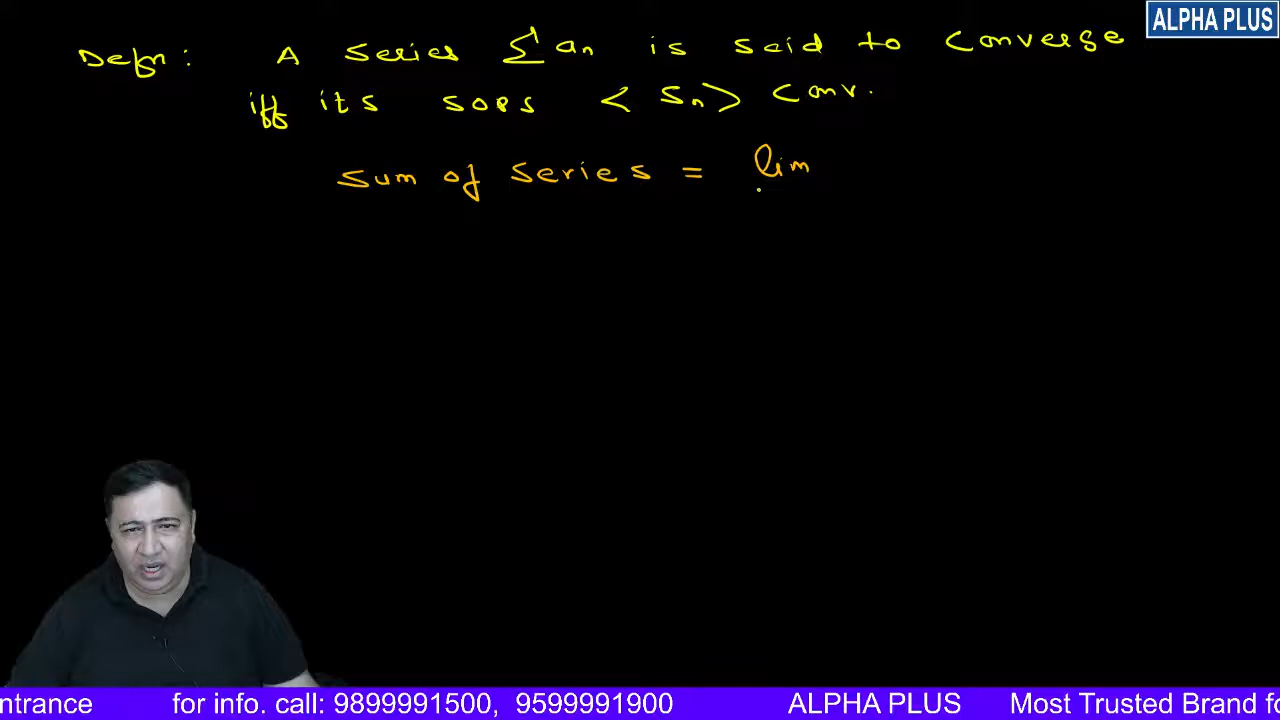 ALPHA PLUS
Defn: A series Σ an is said to converge
iff its sops < Sn > conv.
sum of series = lim
ntrance for info. call: 9899991500, 9599991900 ALPHA PLUS Most Trusted Brand fo